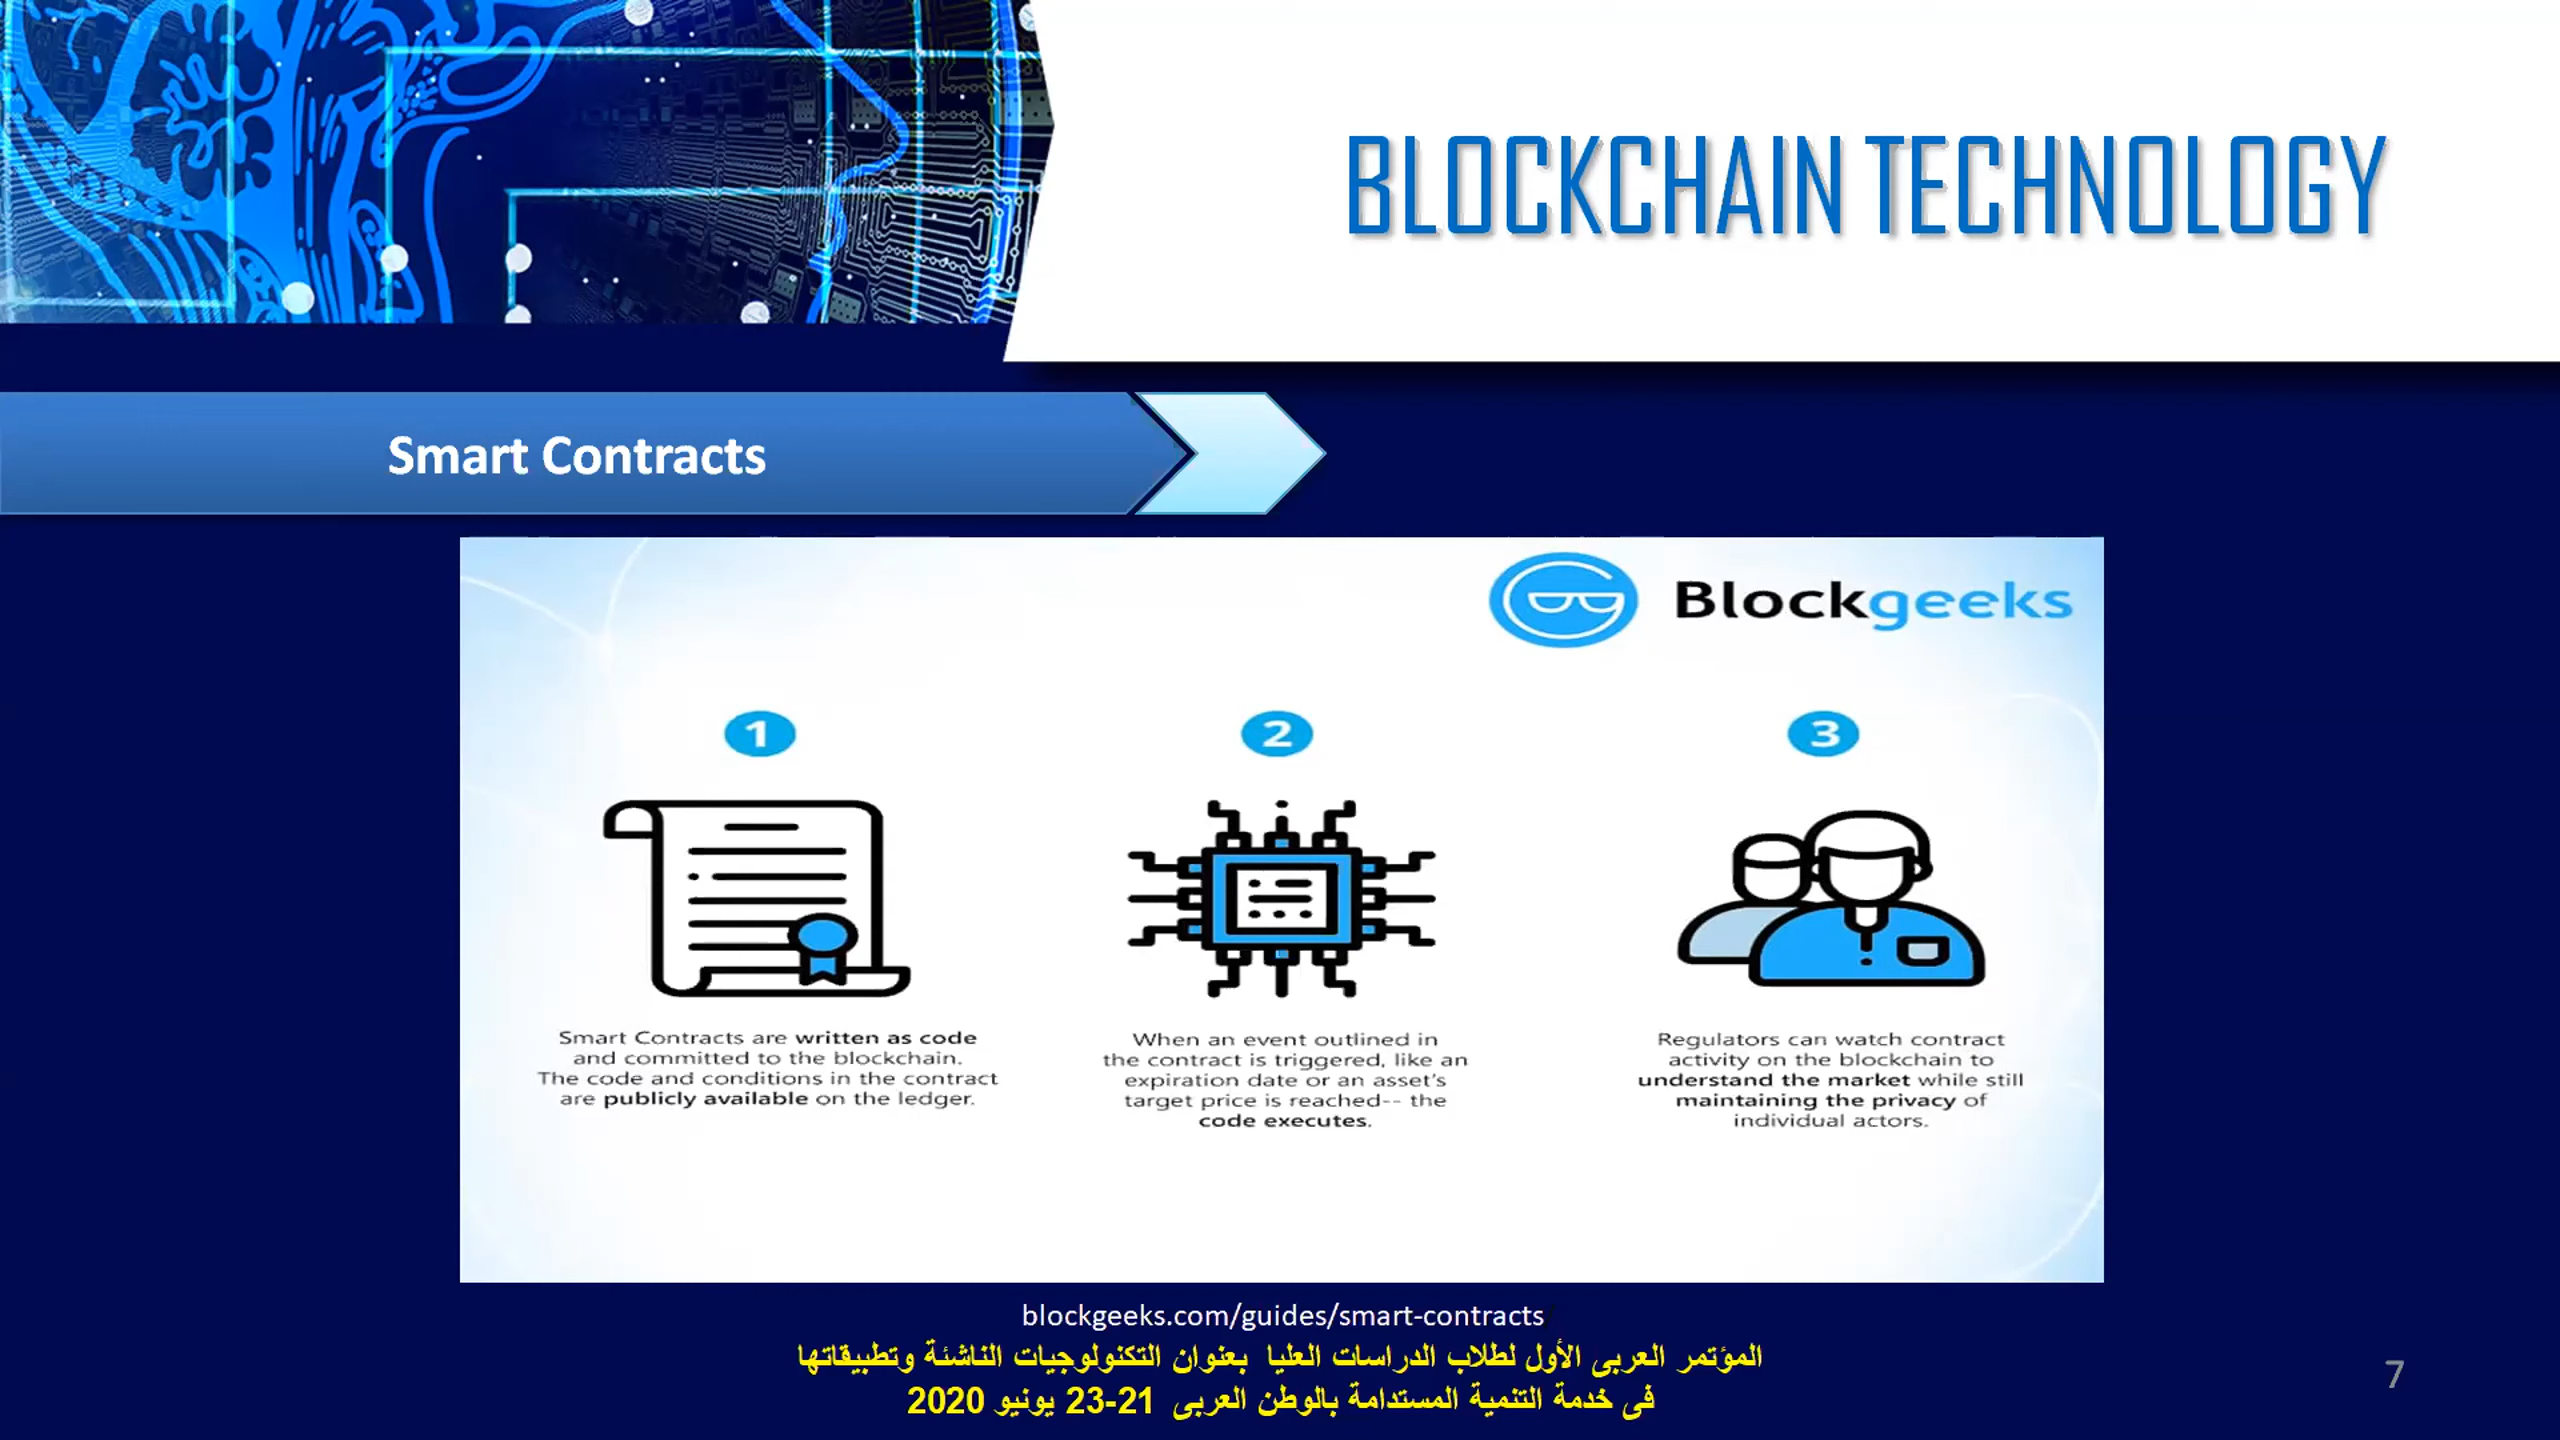 BLOCKCHAIN TECHNOLOGY
Smart Contracts
Blockgeeks
1
Smart Contracts are written as code
and committed to the blockchain.
The code and conditions in the contract
are publicly available on the ledger.
2
When an event outlined in
the contract is triggered, like an
expiration date or an asset's
target price is reached-- the
code executes.
3
Regulators can watch contract
activity on the blockchain to
understand the market while still
maintaining the privacy of
individual actors.
blockgeeks.com/guides/smart-contracts/
المؤتمر العربى الأول لطلاب الدراسات العليا بعنوان التكنولوجيات الناشئة وتطبيقاتها
فى خدمة التنمية المستدامة بالوطن العربى 21-23 يونيو 2020
7